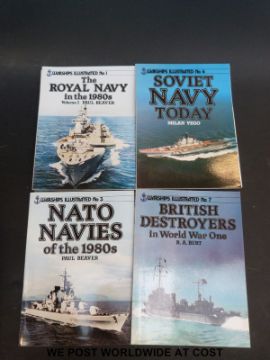 WARSHIPS ILLUSTRATED No 1
The
ROYAL NAVY
in the 1980s
Volume 1 PAUL BEAVER
WARSHIPS ILLUSTRATED No 4
SOVIET
NAVY
TODAY
MILAN VEGO
WARSHIPS ILLUSTRATED No 3
NATO
NAVIES
of the 1980s
PAUL BEAVER
WARSHIPS ILLUSTRATED No 7
BRITISH
DESTROYERS
in World War One
R. A. BURT
WE POST WORLDWIDE AT COST